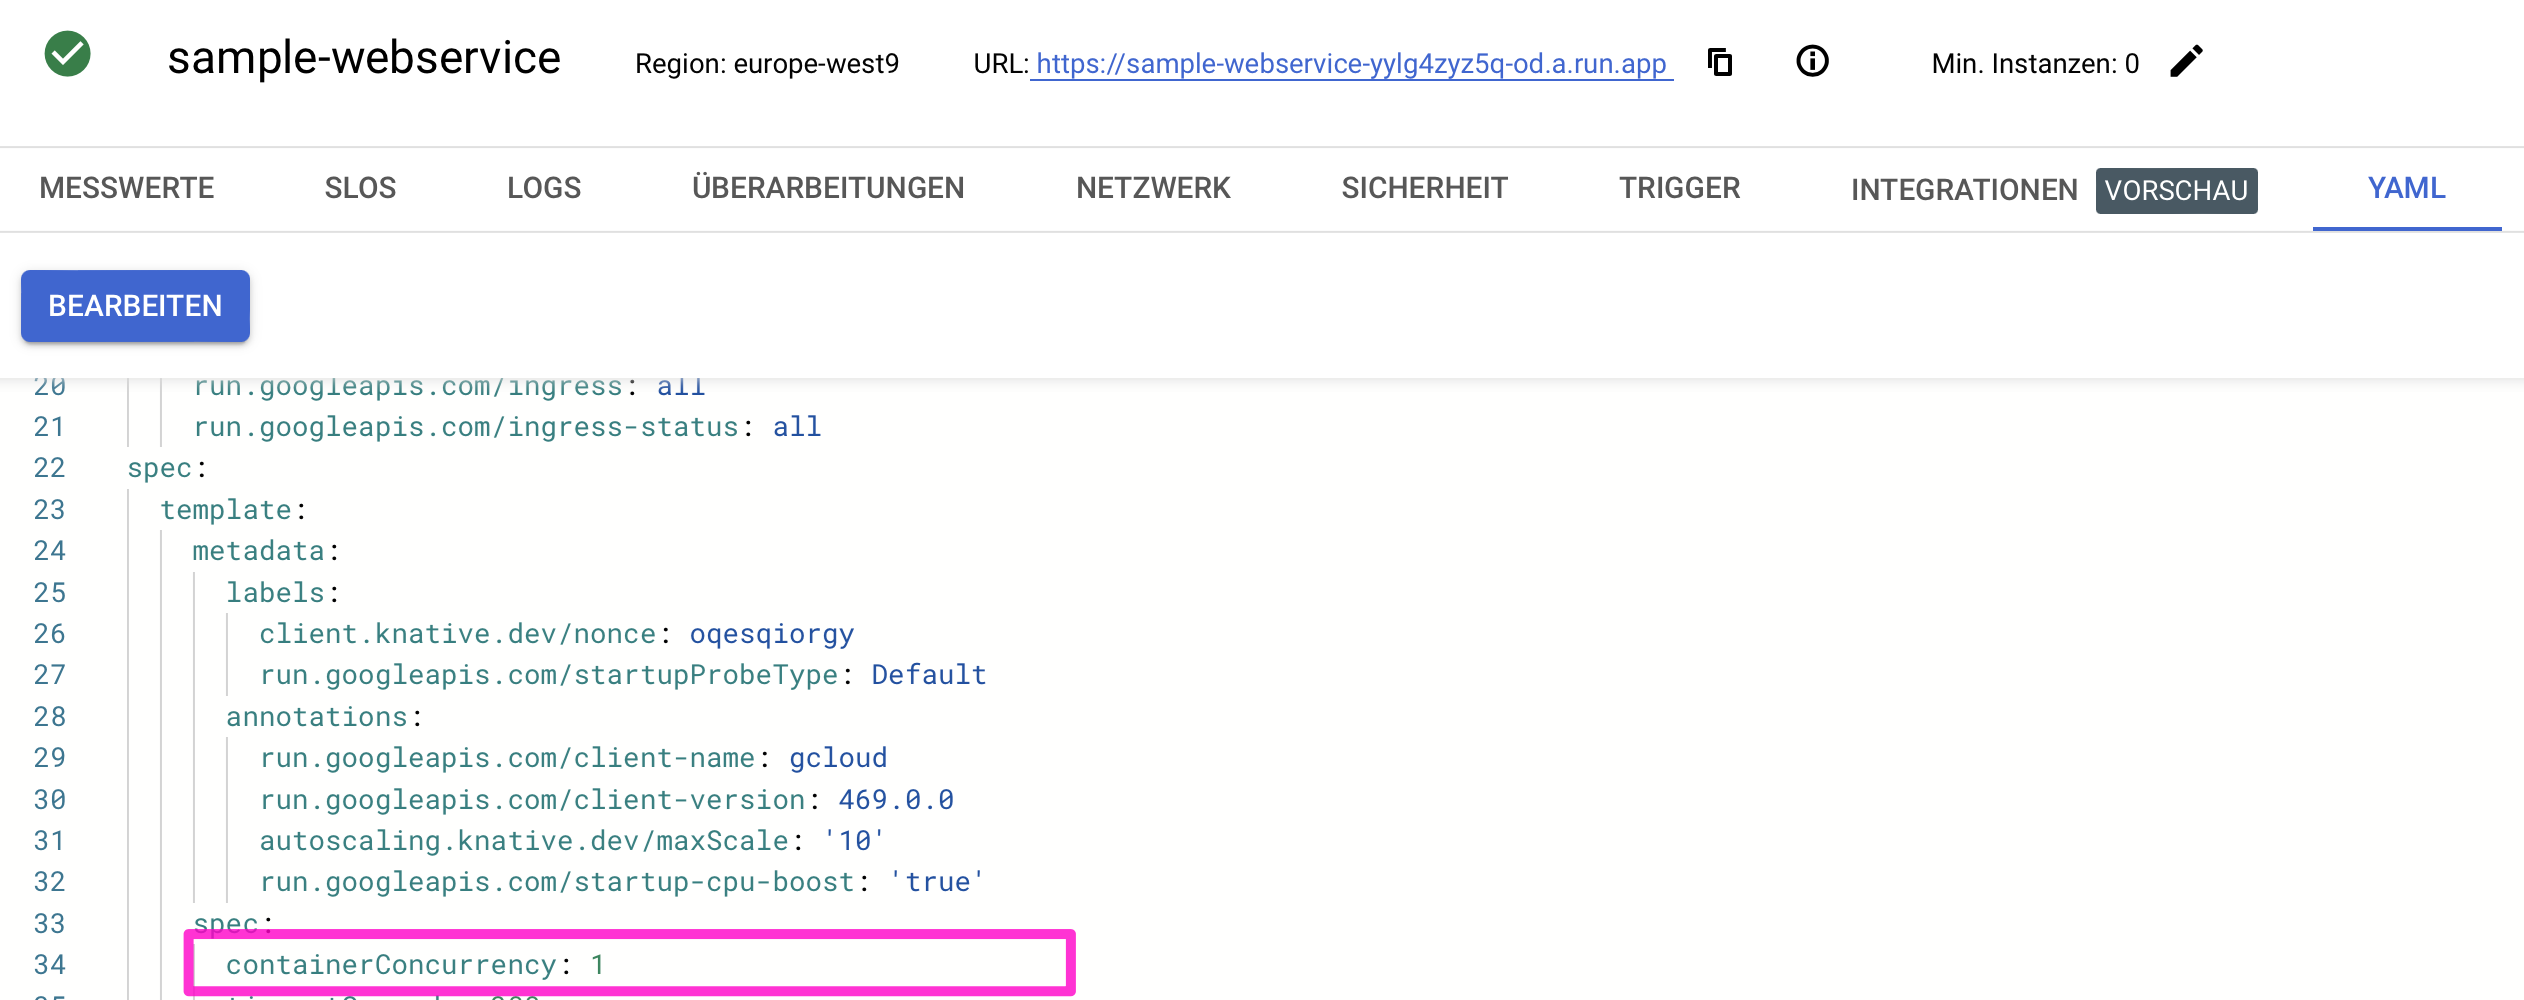 sample-webservice Region: europe-west9 URL: https://sample-webservice-yylg4zyz5q-od.a.run.app Min. Instanzen: 0
MESSWERTE SLOS LOGS ÜBERARBEITUNGEN NETZWERK SICHERHEIT TRIGGER INTEGRATIONEN VORSCHAU YAML
BEARBEITEN
20 run.googleapis.com/ingress: all
21 run.googleapis.com/ingress-status: all
22 spec:
23 template:
24 metadata:
25 labels:
26 client.knative.dev/nonce: oqesqiorgy
27 run.googleapis.com/startupProbeType: Default
28 annotations:
29 run.googleapis.com/client-name: gcloud
30 run.googleapis.com/client-version: 469.0.0
31 autoscaling.knative.dev/maxScale: '10'
32 run.googleapis.com/startup-cpu-boost: 'true'
33 spec:
34 containerConcurrency: 1